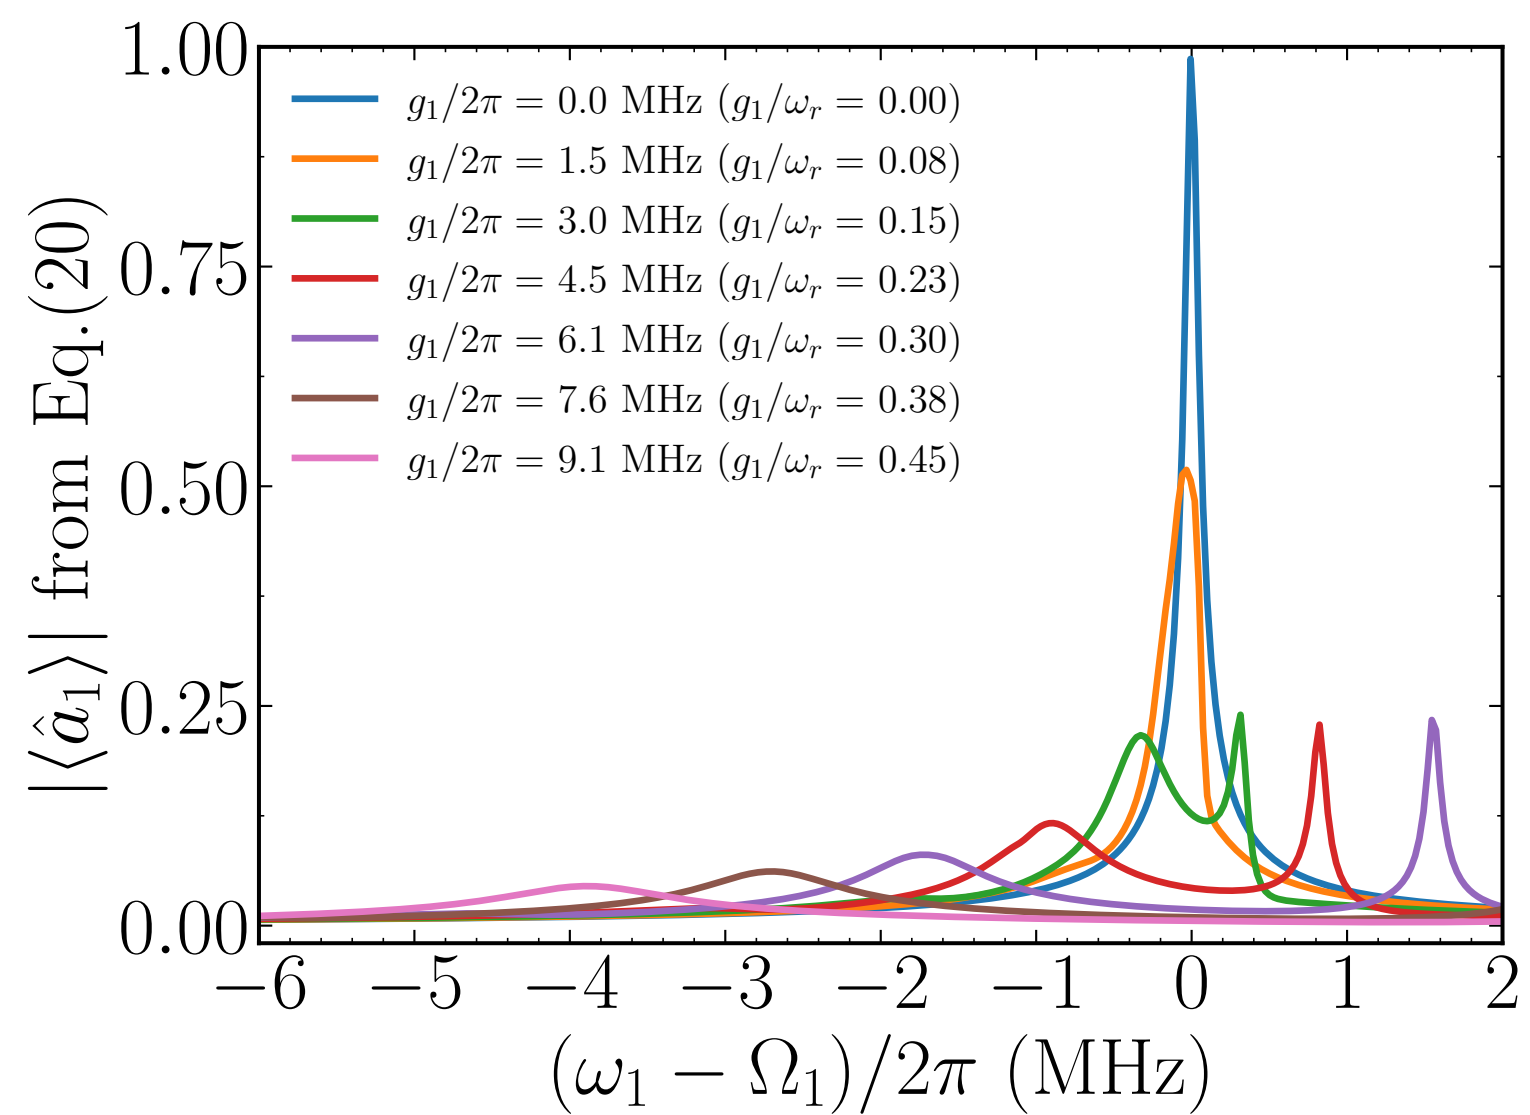 |⟨â₁⟩| from Eq.(20)
1.00
0.75
0.50
0.25
0.00
g₁/2π = 0.0 MHz (g₁/ωᵣ = 0.00)
g₁/2π = 1.5 MHz (g₁/ωᵣ = 0.08)
g₁/2π = 3.0 MHz (g₁/ωᵣ = 0.15)
g₁/2π = 4.5 MHz (g₁/ωᵣ = 0.23)
g₁/2π = 6.1 MHz (g₁/ωᵣ = 0.30)
g₁/2π = 7.6 MHz (g₁/ωᵣ = 0.38)
g₁/2π = 9.1 MHz (g₁/ωᵣ = 0.45)
−6 −5 −4 −3 −2 −1 0 1 2
(ω₁ − Ω₁)/2π (MHz)